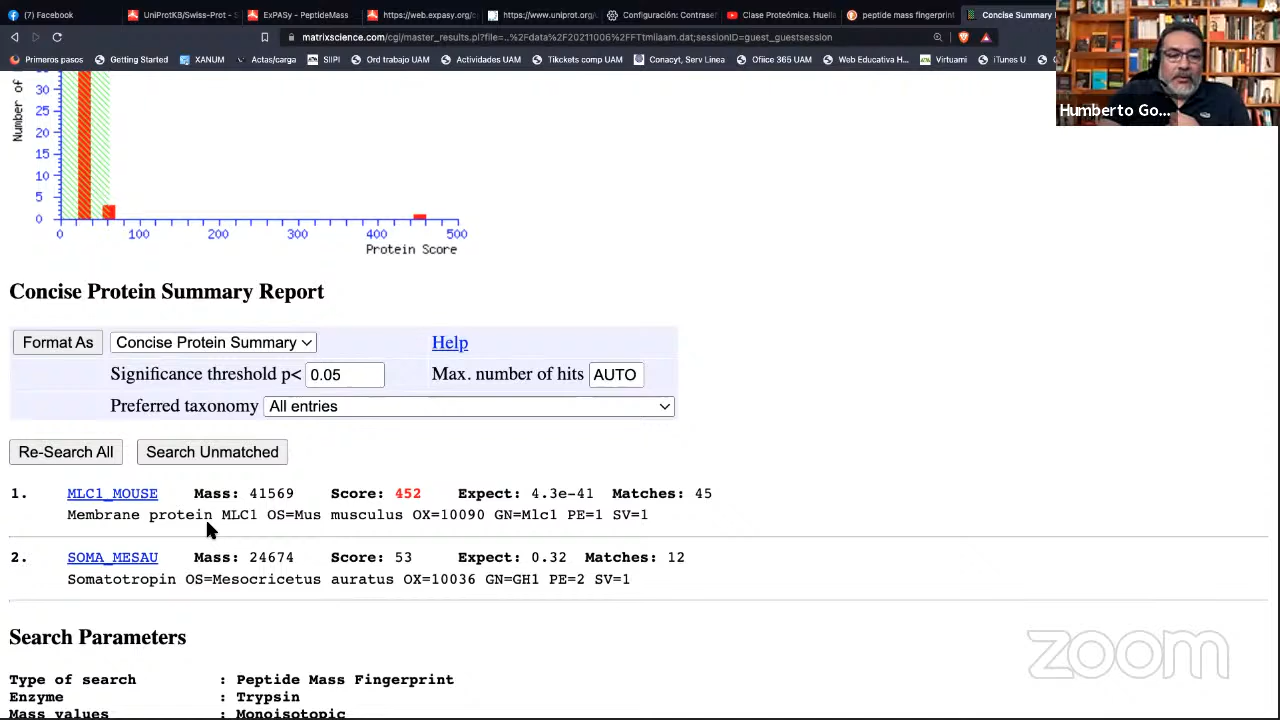 (7) Facebook
UniProtKB/Swiss-Prot - S
ExPASy - PeptideMass
https://web.expasy.org/c
https://www.uniprot.org/u
Configuración: Contraseñ
Clase Proteómica. Huella
peptide mass fingerprint
Concise Summary
matrixscience.com/cgi/master_results.pl?file=..%2Fdata%2F20211006%2FFTtmiiaam.dat;sessionID=guest_guestsession
Primeros pasos
Getting Started
XANUM
Actas/carga
SIIPI
Ord trabajo UAM
Actividades UAM
Tikckets comp UAM
Conacyt, Serv Linea
Ofiice 365 UAM
Web Educativa H...
Virtuami
iTunes U
Humberto Go...
Number of
30
25
20
15
10
5
0
0 100 200 300 400 500
Protein Score
Concise Protein Summary Report
Format As Concise Protein Summary Help
Significance threshold p< 0.05 Max. number of hits AUTO
Preferred taxonomy All entries
Re-Search All Search Unmatched
1. MLC1_MOUSE Mass: 41569 Score: 452 Expect: 4.3e-41 Matches: 45
Membrane protein MLC1 OS=Mus musculus OX=10090 GN=Mlc1 PE=1 SV=1
2. SOMA_MESAU Mass: 24674 Score: 53 Expect: 0.32 Matches: 12
Somatotropin OS=Mesocricetus auratus OX=10036 GN=GH1 PE=2 SV=1
Search Parameters
Type of search : Peptide Mass Fingerprint
Enzyme : Trypsin
Mass values : Monoisotopic
zoom